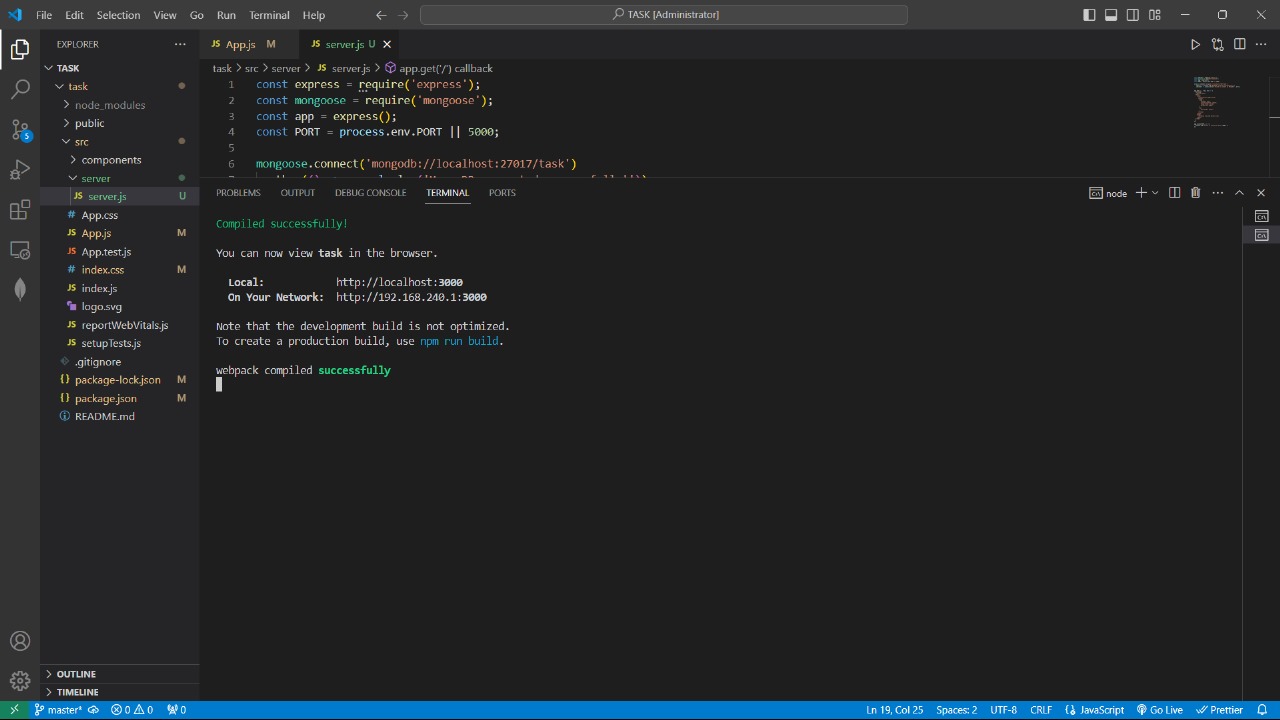 File Edit Selection View Go Run Terminal Help
TASK [Administrator]
EXPLORER
TASK
task
node_modules
public
src
components
server
JS server.js U
# App.css
JS App.js M
JS App.test.js
# index.css M
JS index.js
logo.svg
JS reportWebVitals.js
JS setupTests.js
.gitignore
{} package-lock.json M
{} package.json M
README.md
OUTLINE
TIMELINE
5
JS App.js M
JS server.js U
task > src > server > JS server.js > app.get('/') callback
1 const express = require('express');
2 const mongoose = require('mongoose');
3 const app = express();
4 const PORT = process.env.PORT || 5000;
5
6 mongoose.connect('mongodb://localhost:27017/task')
PROBLEMS OUTPUT DEBUG CONSOLE TERMINAL PORTS
node
Compiled successfully!
You can now view task in the browser.
Local: http://localhost:3000
On Your Network: http://192.168.240.1:3000
Note that the development build is not optimized.
To create a production build, use npm run build.
webpack compiled successfully
master* 0 0 0 Ln 19, Col 25 Spaces: 2 UTF-8 CRLF JavaScript Go Live Prettier